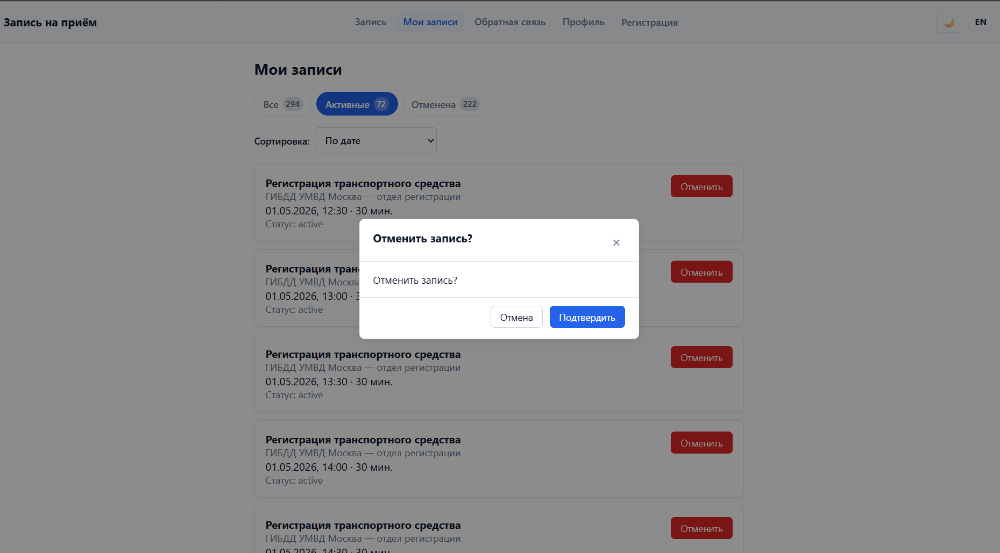 Запись на приём
Запись Мои записи Обратная связь Профиль Регистрация
EN
Мои записи
Все 294 Активные 72 Отменена 222
Сортировка: По дате
Регистрация транспортного средства
ГИБДД УМВД Москва — отдел регистрации
01.05.2026, 12:30 · 30 мин.
Статус: active
Отменить
Регистрация
ГИБДД УМВД Москва
01.05.2026, 13:00 ·
Статус: active
Отменить
Отменить запись?
×
Отменить запись?
Отмена Подтвердить
Регистрация транспортного средства
ГИБДД УМВД Москва — отдел регистрации
01.05.2026, 13:30 · 30 мин.
Статус: active
Отменить
Регистрация транспортного средства
ГИБДД УМВД Москва — отдел регистрации
01.05.2026, 14:00 · 30 мин.
Статус: active
Отменить
Регистрация транспортного средства
ГИБДД УМВД Москва — отдел регистрации
01.05.2026, 14:30 · 30 мин.
Отменить